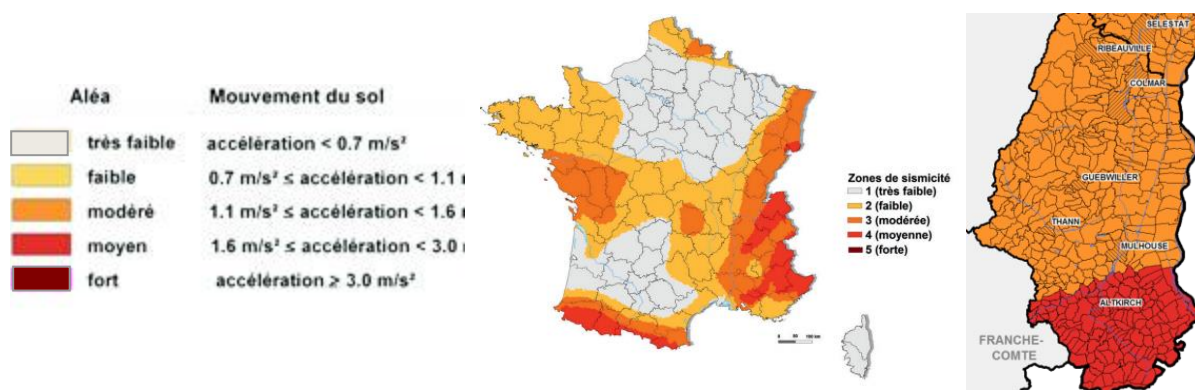 Aléa Mouvement du sol
très faible accélération < 0.7 m/s²
faible 0.7 m/s² ≤ accélération < 1.1
modéré 1.1 m/s² ≤ accélération < 1.6
moyen 1.6 m/s² ≤ accélération < 3.0
fort accélération ≥ 3.0 m/s²
Zones de sismicité
1 (très faible)
2 (faible)
3 (modérée)
4 (moyenne)
5 (forte)
SELESTAT
RIBEAUVILLE
COLMAR
GUEBWILLER
THANN
MULHOUSE
ALTKIRCH
FRANCHE-
COMTE